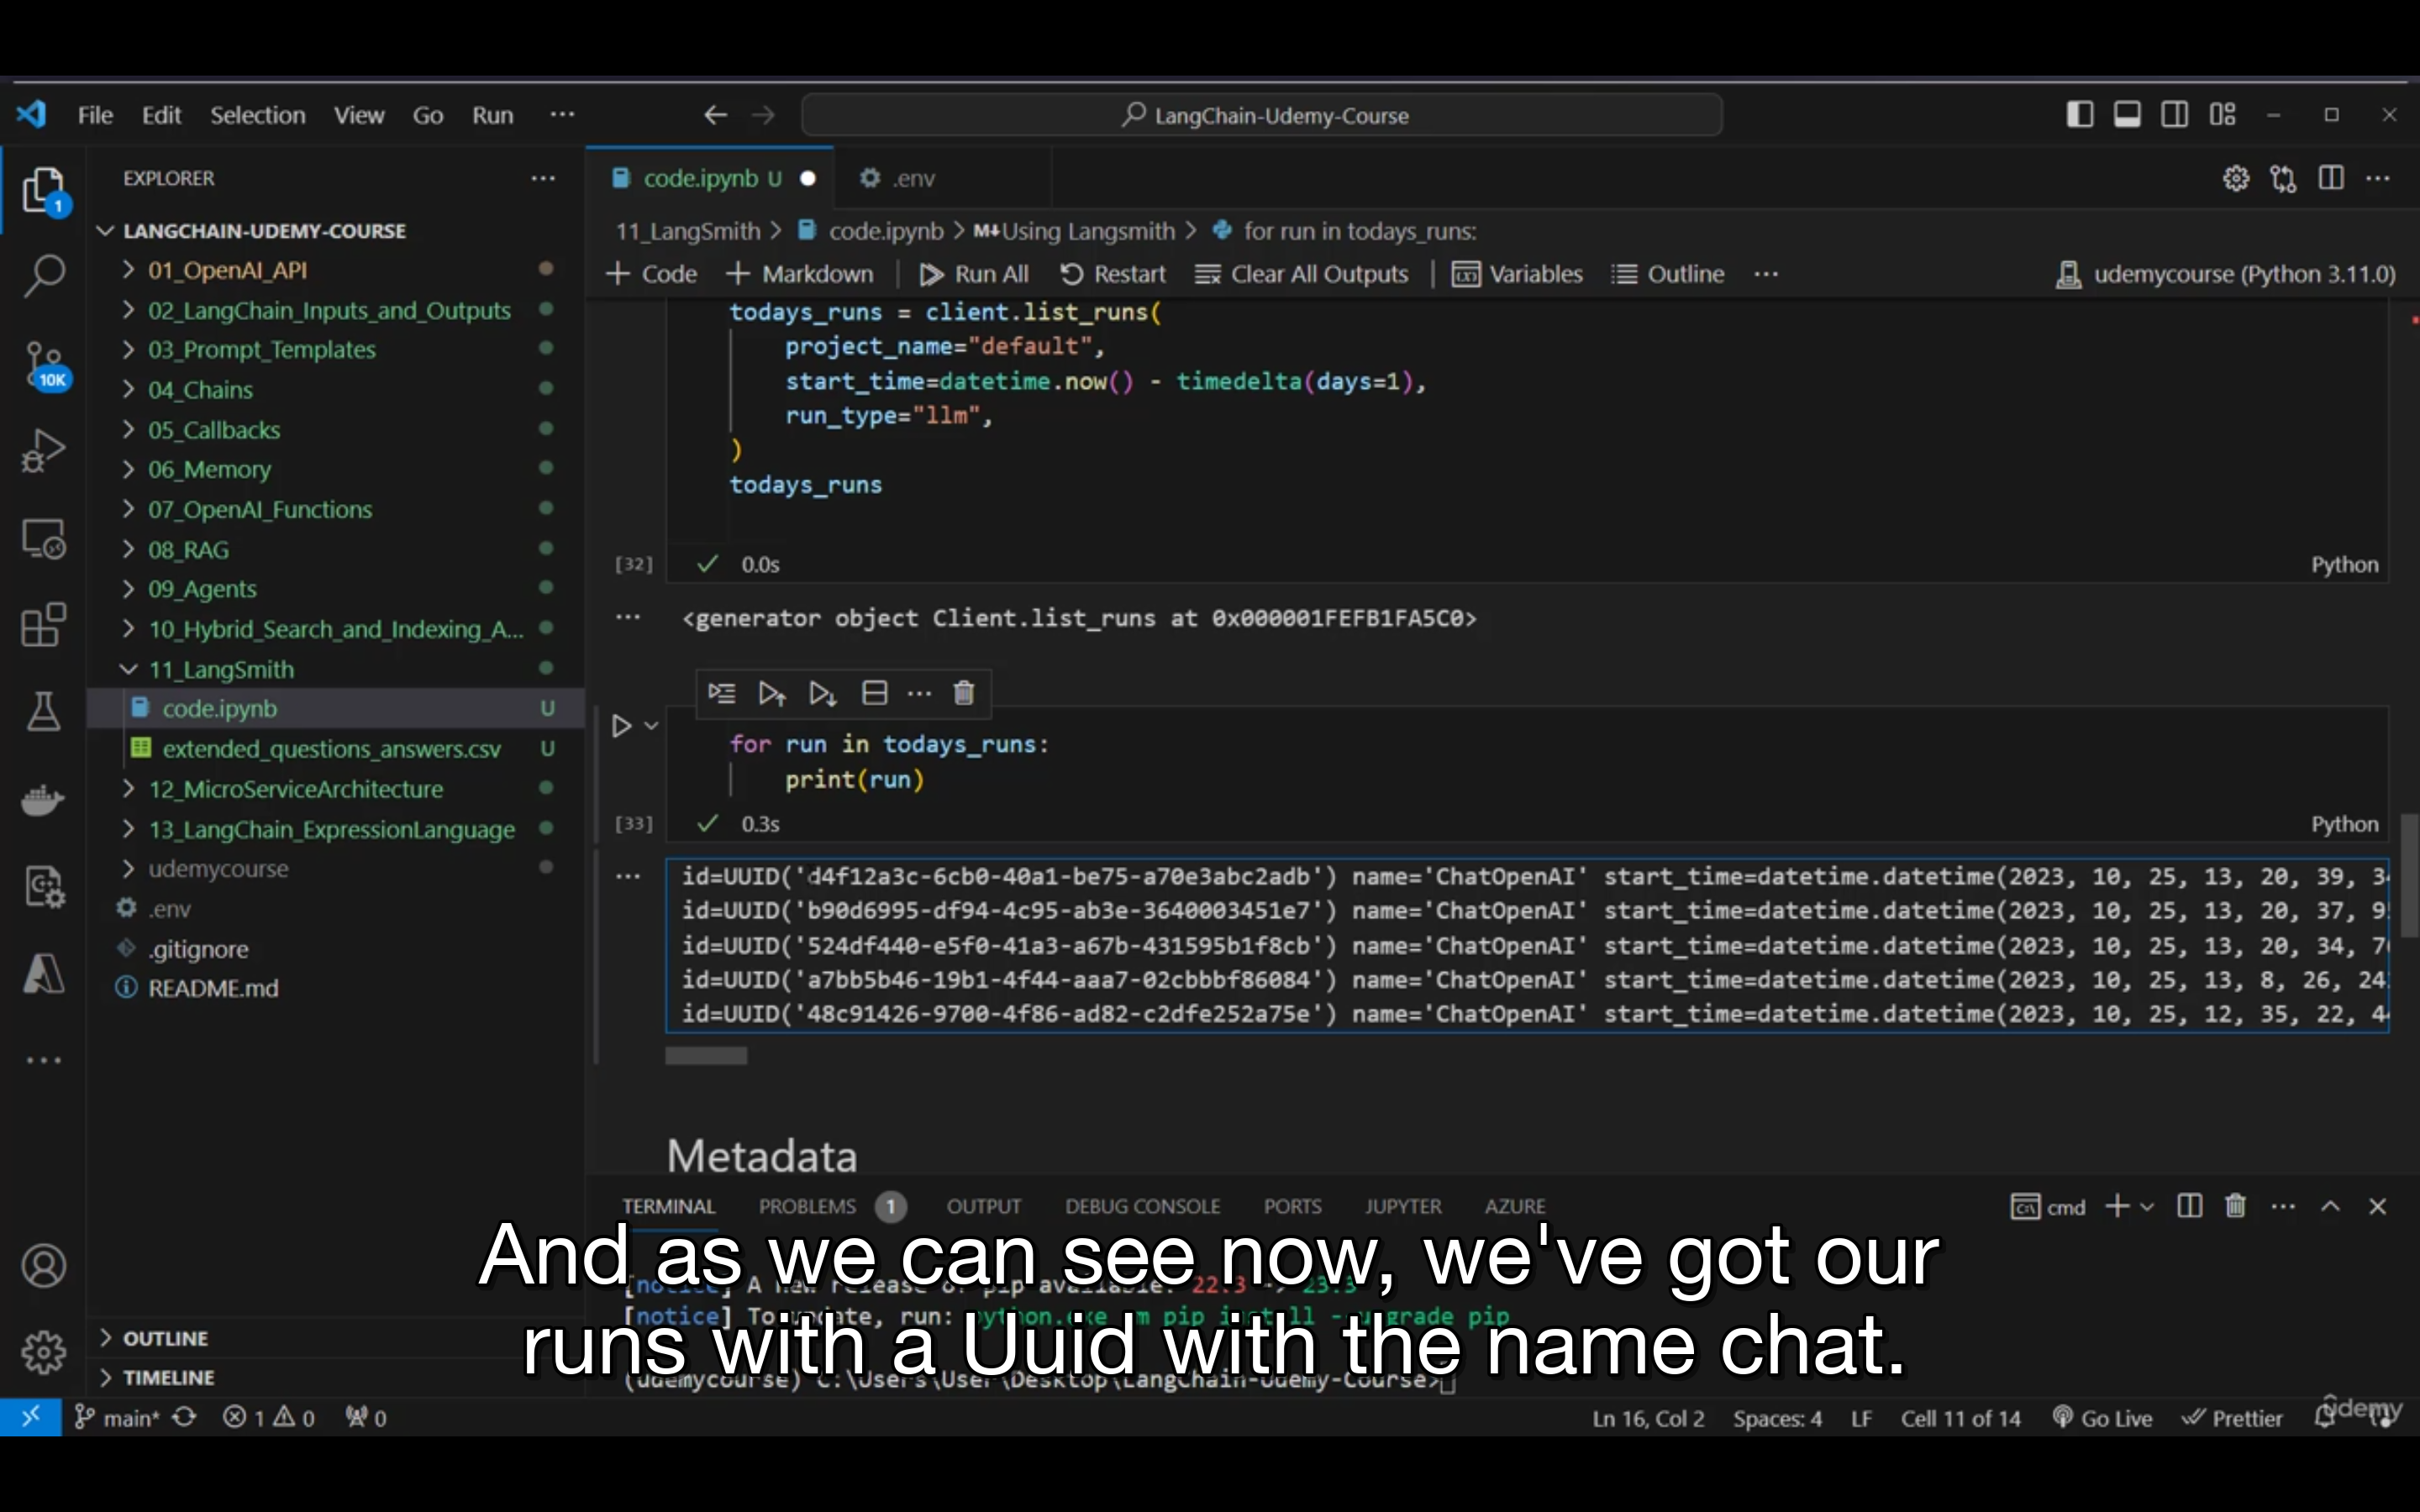 File Edit Selection View Go Run ··· LangChain-Udemy-Course
EXPLORER ···
1
LANGCHAIN-UDEMY-COURSE
01_OpenAI_API
02_LangChain_Inputs_and_Outputs
03_Prompt_Templates
10K
04_Chains
05_Callbacks
06_Memory
07_OpenAI_Functions
08_RAG
09_Agents
10_Hybrid_Search_and_Indexing_A...
11_LangSmith
code.ipynb U
extended_questions_answers.csv U
12_MicroServiceArchitecture
13_LangChain_ExpressionLanguage
udemycourse
.env
.gitignore
README.md
OUTLINE
TIMELINE
code.ipynb U .env
11_LangSmith > code.ipynb > M↓Using Langsmith > for run in todays_runs:
+ Code + Markdown | Run All Restart Clear All Outputs | Variables Outline ··· udemycourse (Python 3.11.0)
todays_runs = client.list_runs(
project_name="default",
start_time=datetime.now() - timedelta(days=1),
run_type="llm",
)
todays_runs
[32] ✓ 0.0s Python
··· <generator object Client.list_runs at 0x000001FEFB1FA5C0>
for run in todays_runs:
print(run)
[33] ✓ 0.3s Python
··· id=UUID('d4f12a3c-6cb0-40a1-be75-a70e3abc2adb') name='ChatOpenAI' start_time=datetime.datetime(2023, 10, 25, 13, 20, 39, 3
id=UUID('b90d6995-df94-4c95-ab3e-3640003451e7') name='ChatOpenAI' start_time=datetime.datetime(2023, 10, 25, 13, 20, 37, 9
id=UUID('524df440-e5f0-41a3-a67b-431595b1f8cb') name='ChatOpenAI' start_time=datetime.datetime(2023, 10, 25, 13, 20, 34, 7
id=UUID('a7bb5b46-19b1-4f44-aaa7-02cbbbf86084') name='ChatOpenAI' start_time=datetime.datetime(2023, 10, 25, 13, 8, 26, 24
id=UUID('48c91426-9700-4f86-ad82-c2dfe252a75e') name='ChatOpenAI' start_time=datetime.datetime(2023, 10, 25, 12, 35, 22, 4
Metadata
TERMINAL PROBLEMS 1 OUTPUT DEBUG CONSOLE PORTS JUPYTER AZURE cmd
[notice] A new release of pip available: 22.3 -> 23.3
[notice] To update, run: python.exe -m pip install --upgrade pip
(udemycourse) C:\Users\User\Desktop\LangChain-Udemy-Course>
And as we can see now, we've got our
runs with a Uuid with the name chat.
main* 1 0 0 Ln 16, Col 2 Spaces: 4 LF Cell 11 of 14 Go Live Prettier
ûdemy